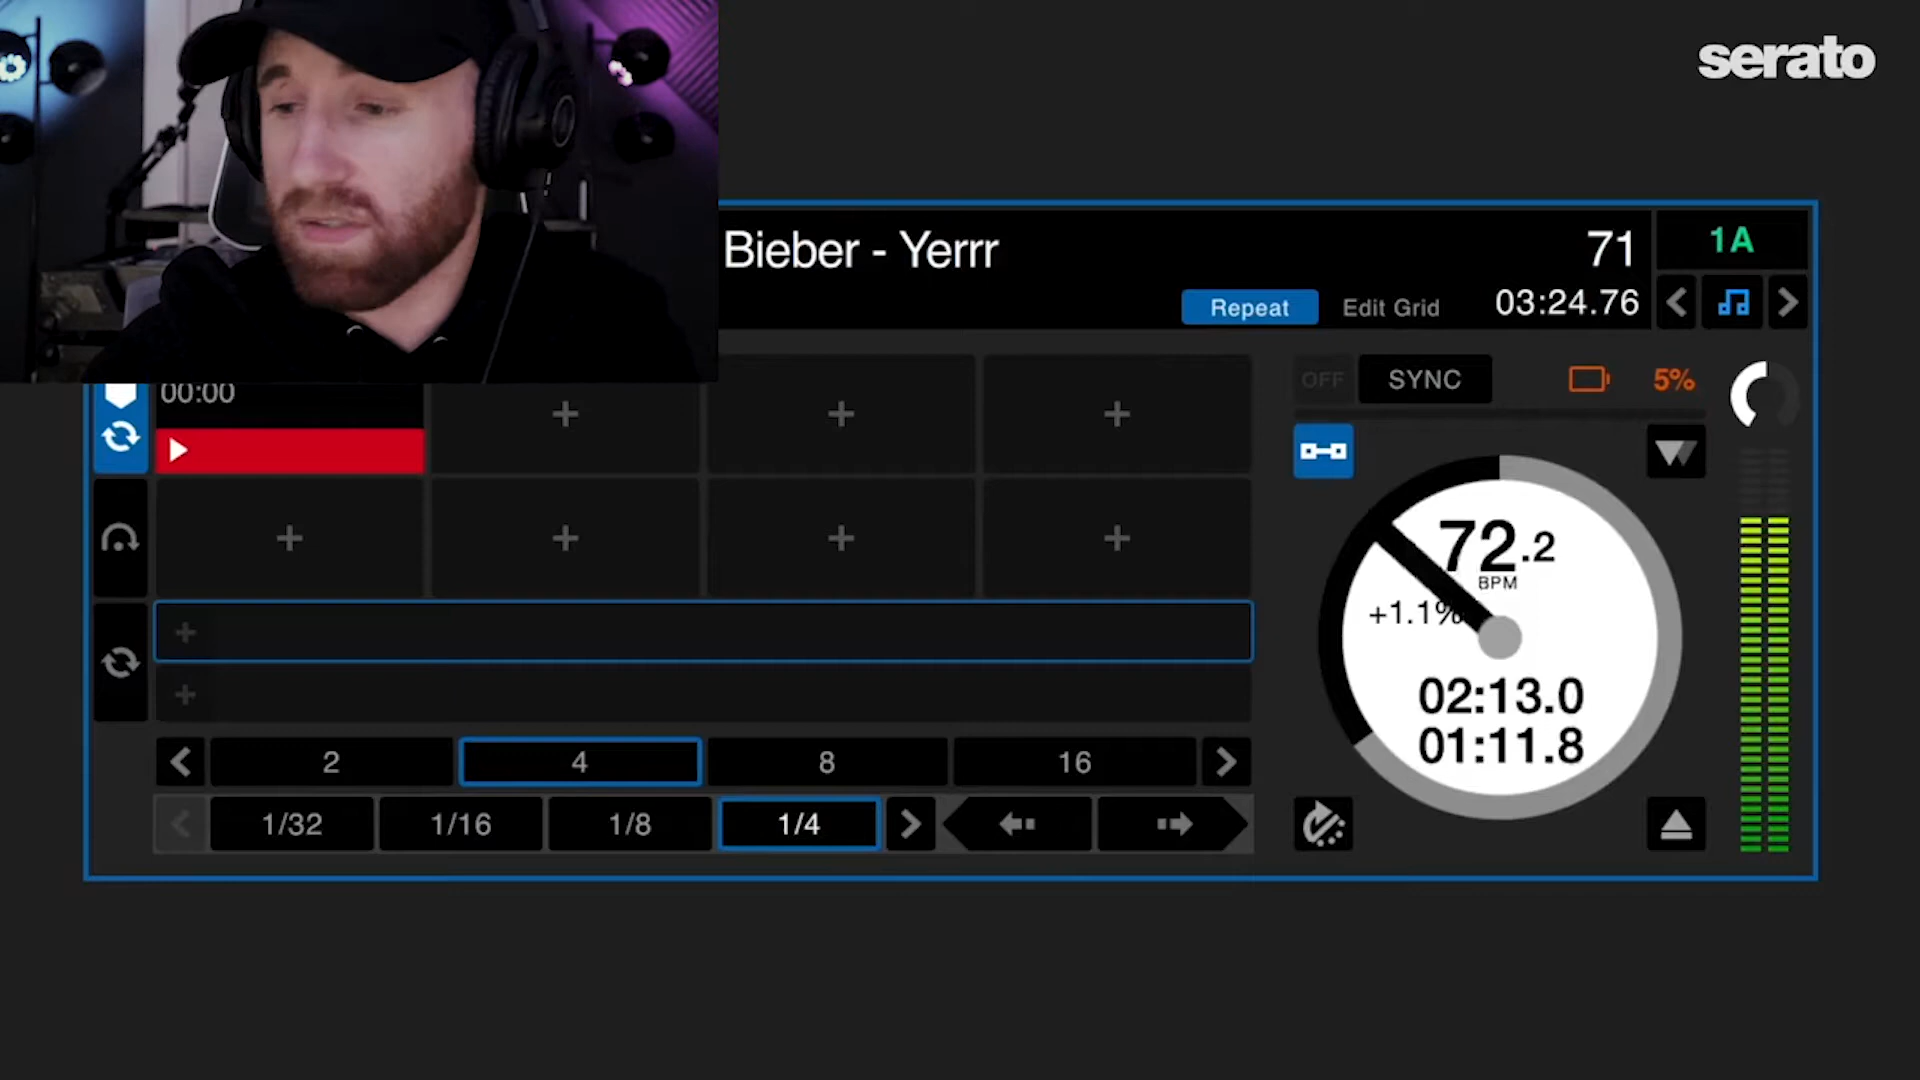 serato
Bieber - Yerrr
71
1A
Repeat
Edit Grid
03:24.76
00:00
OFF
SYNC
5%
72.2
BPM
+1.1%
02:13.0
01:11.8
2
4
8
16
1/32
1/16
1/8
1/4